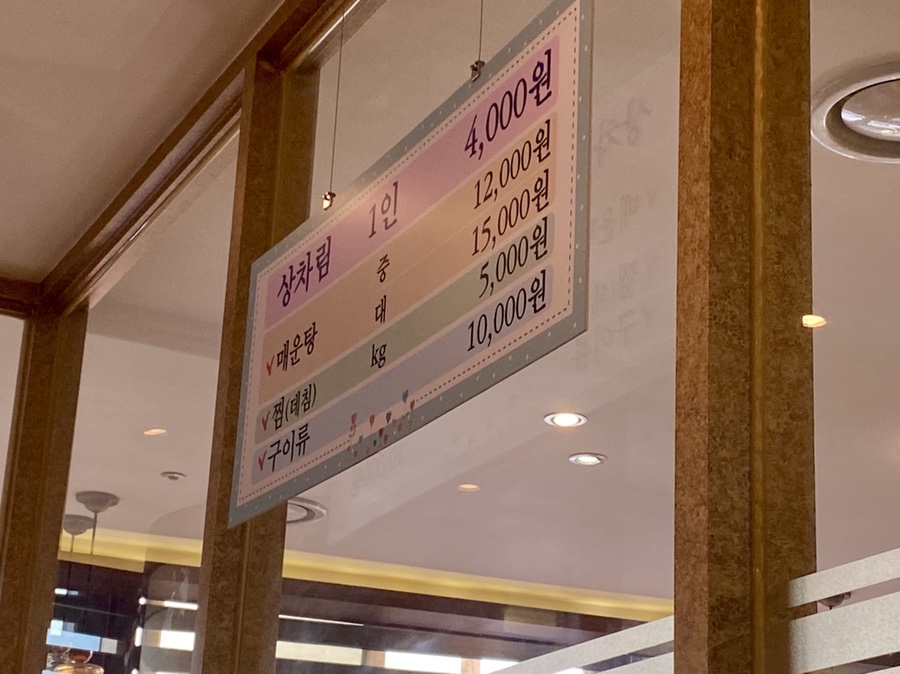 상차림 1인 4,000원
매운탕 중 12,000원
대 15,000원
찜(데침) kg 5,000원
구이류 10,000원